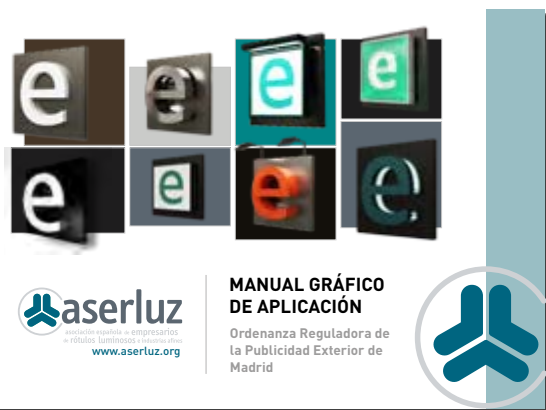 e e e e
e e e e
aserluz
asociación española de empresarios
de rótulos luminosos e industrias afines
www.aserluz.org
MANUAL GRÁFICO
DE APLICACIÓN
Ordenanza Reguladora de
la Publicidad Exterior de
Madrid